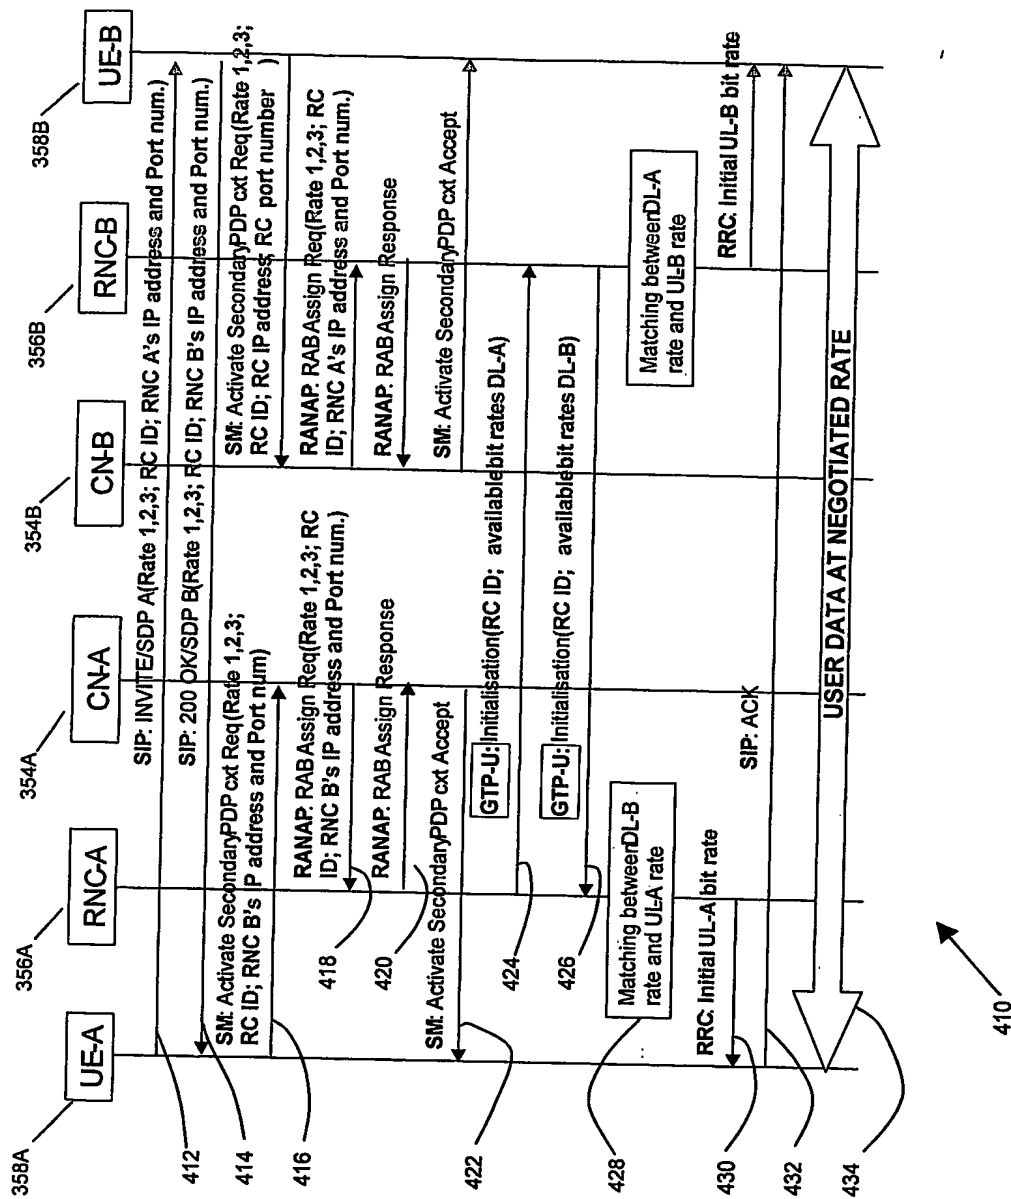 358A
356A
354A
354B
356B
358B
UE-A
RNC-A
CN-A
CN-B
RNC-B
UE-B
SIP: INVITE/SDP A(Rate 1,2,3; RC ID; RNC A's IP address and Port num.)
412
SIP: 200 OK/SDP B(Rate 1,2,3; RC ID; RNC B's IP address and Port num.)
414
SM: Activate SecondaryPDP cxt Req(Rate 1,2,3;
RC ID; RNC B's IP address and Port num)
416
SM: Activate SecondaryPDP cxt Req(Rate 1,2,3;
RC ID; RC IP address; RC port number )
RANAP. RAB Assign Req(Rate 1,2,3; RC
ID; RNC B's IP address and Port num.)
418
RANAP. RAB Assign Req(Rate 1,2,3; RC
ID; RNC A's IP address and Port num.)
RANAP. RAB Assign Response
420
RANAP. RAB Assign Response
SM: Activate SecondaryPDP cxt Accept
422
SM: Activate SecondaryPDP cxt Accept
GTP-U: Initialisation(RC ID; available bit rates DL-A)
424
GTP-U: Initialisation(RC ID; available bit rates DL-B)
426
Matching between DL-B
rate and UL-A rate
428
Matching between DL-A
rate and UL-B rate
RRC: Initial UL-A bit rate
430
RRC: Initial UL-B bit rate
SIP: ACK
432
USER DATA AT NEGOTIATED RATE
434
410